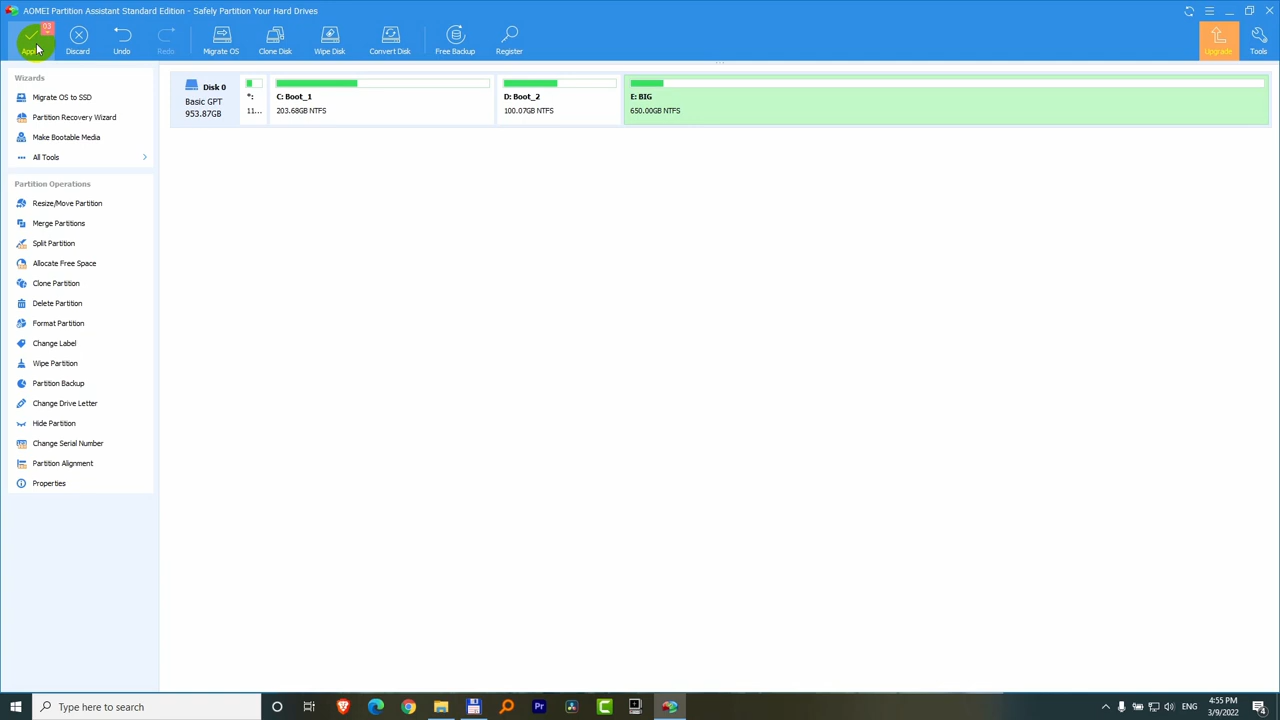 AOMEI Partition Assistant Standard Edition - Safely Partition Your Hard Drives
03
Discard
Undo
Redo
Migrate OS
Clone Disk
Wipe Disk
Convert Disk
Free Backup
Register
Upgrade
Tools
Wizards
Migrate OS to SSD
Partition Recovery Wizard
Make Bootable Media
All Tools
Partition Operations
Resize/Move Partition
Merge Partitions
Split Partition
Allocate Free Space
Clone Partition
Delete Partition
Format Partition
Change Label
Wipe Partition
Partition Backup
Change Drive Letter
Hide Partition
Change Serial Number
Partition Alignment
Properties
Disk 0
Basic GPT
953.87GB
*:
11...
C: Boot_1
203.68GB NTFS
D: Boot_2
100.07GB NTFS
E: BIG
650.00GB NTFS
Type here to search
Pr
ENG
4:55 PM
3/9/2022
4